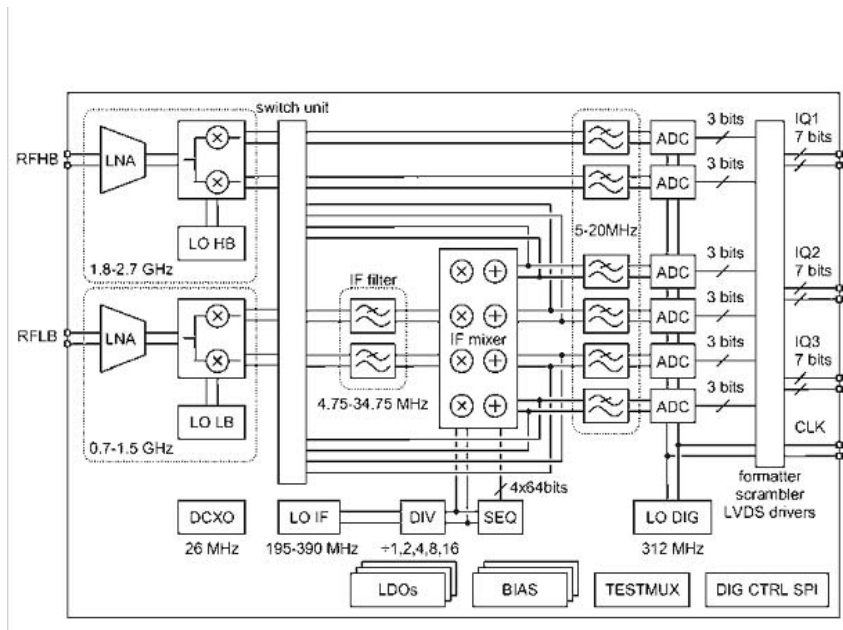 switch unit
RFHB
LNA
LO HB
1.8-2.7 GHz
RFLB
LNA
LO LB
0.7-1.5 GHz
IF filter
4.75-34.75 MHz
IF mixer
5-20MHz
ADC
ADC
ADC
ADC
ADC
ADC
3 bits
3 bits
3 bits
3 bits
3 bits
3 bits
IQ1
7 bits
IQ2
7 bits
IQ3
7 bits
CLK
formatter
scrambler
LVDS drivers
4x64bits
DCXO
26 MHz
LO IF
195-390 MHz
DIV
÷1,2,4,8,16
SEQ
LO DIG
312 MHz
LDOs
BIAS
TESTMUX
DIG CTRL SPI